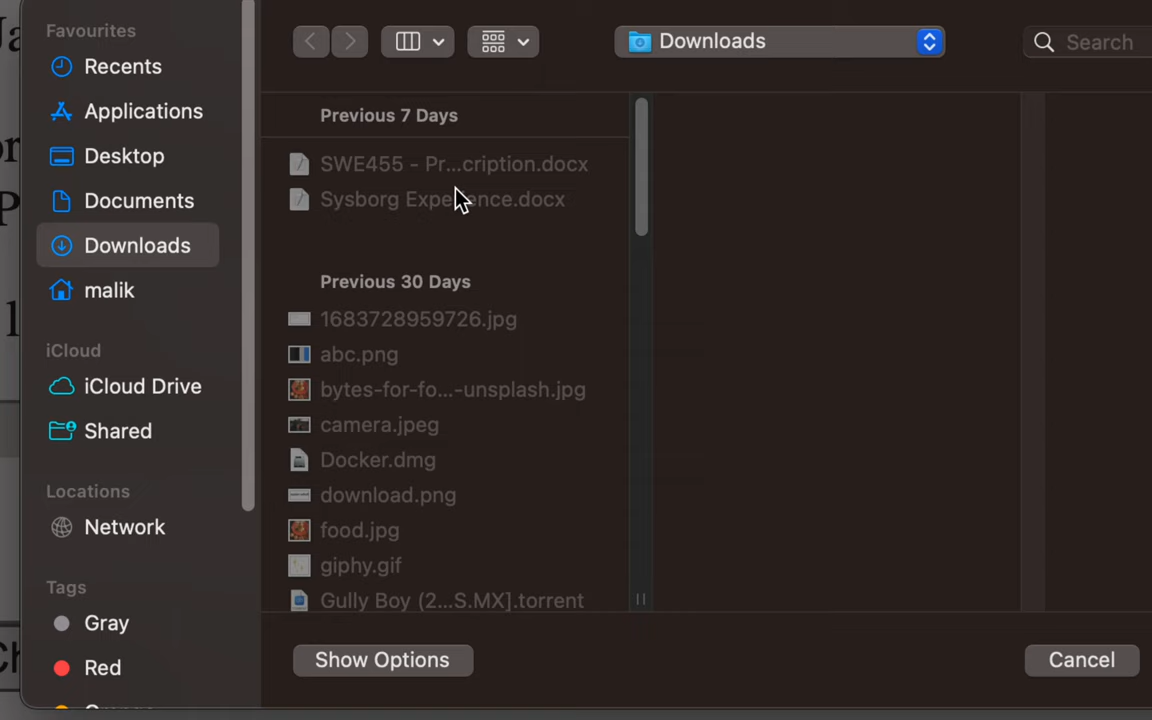 Favourites
Recents
Applications
Desktop
Documents
Downloads
malik
iCloud
iCloud Drive
Shared
Locations
Network
Tags
Gray
Red
Downloads
Search
Previous 7 Days
SWE455 - Pr...cription.docx
Sysborg Experience.docx
Previous 30 Days
1683728959726.jpg
abc.png
bytes-for-fo...-unsplash.jpg
camera.jpeg
Docker.dmg
download.png
food.jpg
giphy.gif
Gully Boy (2...S.MX].torrent
Show Options
Cancel